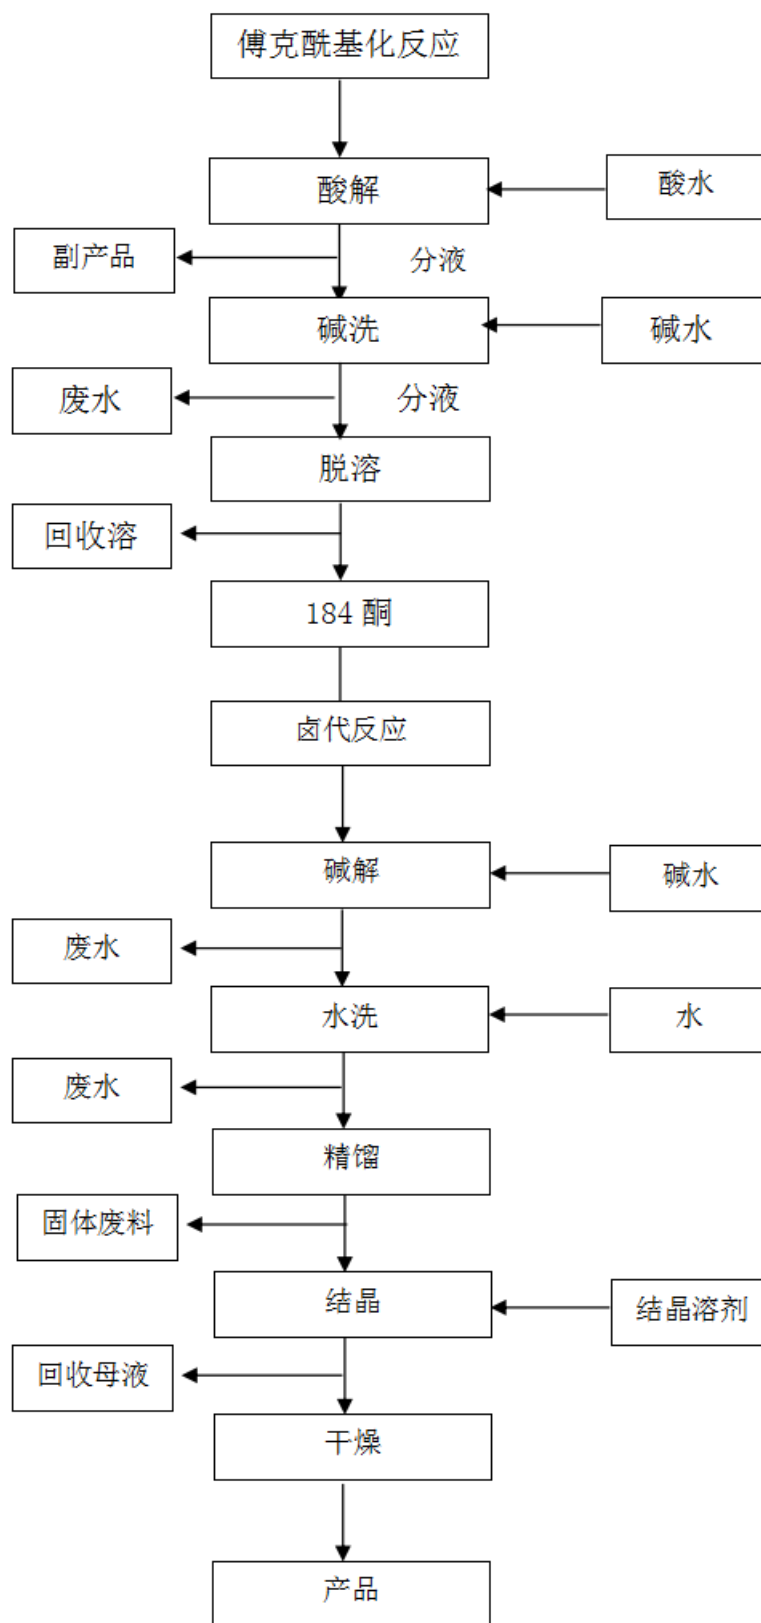 傅克酰基化反应
酸解
酸水
副产品
分液
碱洗
碱水
废水
分液
脱溶
回收溶
184 酮
卤代反应
碱解
碱水
废水
水洗
水
废水
精馏
固体废料
结晶
结晶溶剂
回收母液
干燥
产品